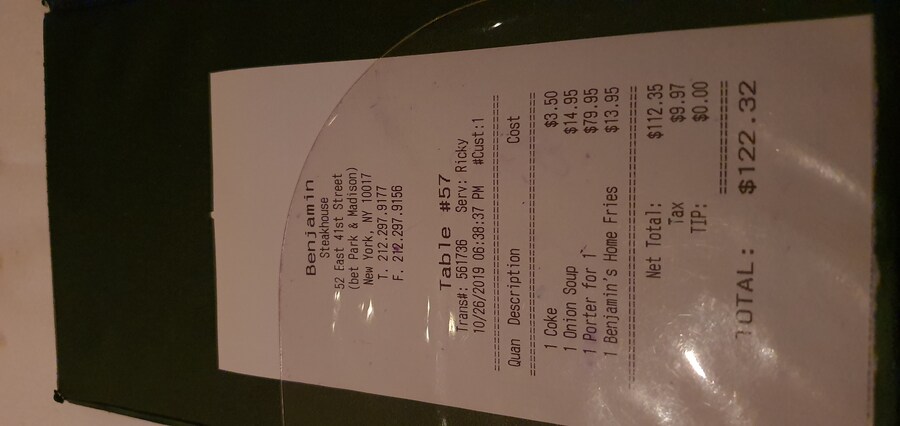 Benjamin
Steakhouse
52 East 41st Street
(bet Park & Madison)
New York, NY 10017
T. 212.297.9177
F. 212.297.9156
Table #57
Trans#: 561736 Serv: Ricky
10/26/2019 06:38:37 PM #Cust:1
Quan Description Cost
1 Coke $3.50
1 Onion Soup $14.95
1 Porter for 1 $79.95
1 Benjamin's Home Fries $13.95
Net Total: $112.35
Tax $9.97
TIP: $0.00
TOTAL: $122.32